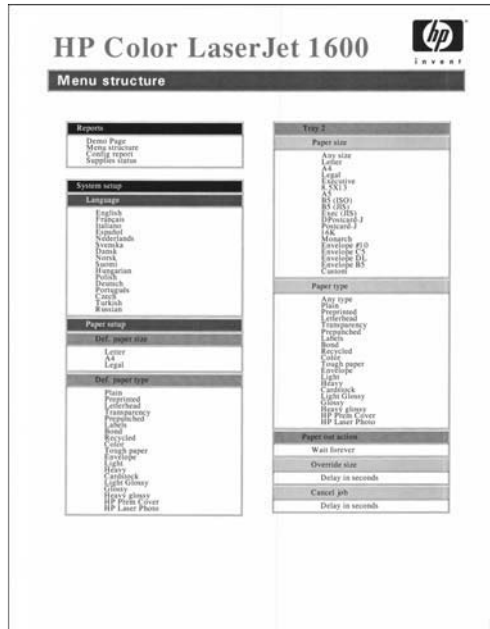 HP Color LaserJet 1600
hp
invent
Menu structure
Reports
Demo Page
Menu structure
Config report
Supplies status
System setup
Language
English
Français
Italiano
Español
Nederlands
Svenska
Dansk
Norsk
Suomi
Hungarian
Polish
Deutsch
Português
Czech
Turkish
Russian
Paper setup
Def. paper size
Letter
A4
Legal
Def. paper type
Plain
Preprinted
Letterhead
Transparency
Prepunched
Labels
Bond
Recycled
Color
Tough paper
Envelope
Light
Heavy
Cardstock
Light Glossy
Glossy
Heavy glossy
HP Prem Cover
HP Laser Photo
Tray 2
Paper size
Any size
Letter
A4
Legal
Executive
8.5X13
A5
B5 (ISO)
B5 (JIS)
Exec (JIS)
DPostcard-J
Postcard-J
16K
Monarch
Envelope #10
Envelope C5
Envelope DL
Envelope B5
Custom
Paper type
Any type
Plain
Preprinted
Letterhead
Transparency
Prepunched
Labels
Bond
Recycled
Color
Tough paper
Envelope
Light
Heavy
Cardstock
Light Glossy
Glossy
Heavy glossy
HP Prem Cover
HP Laser Photo
Paper out action
Wait forever
Override size
Delay in seconds
Cancel job
Delay in seconds